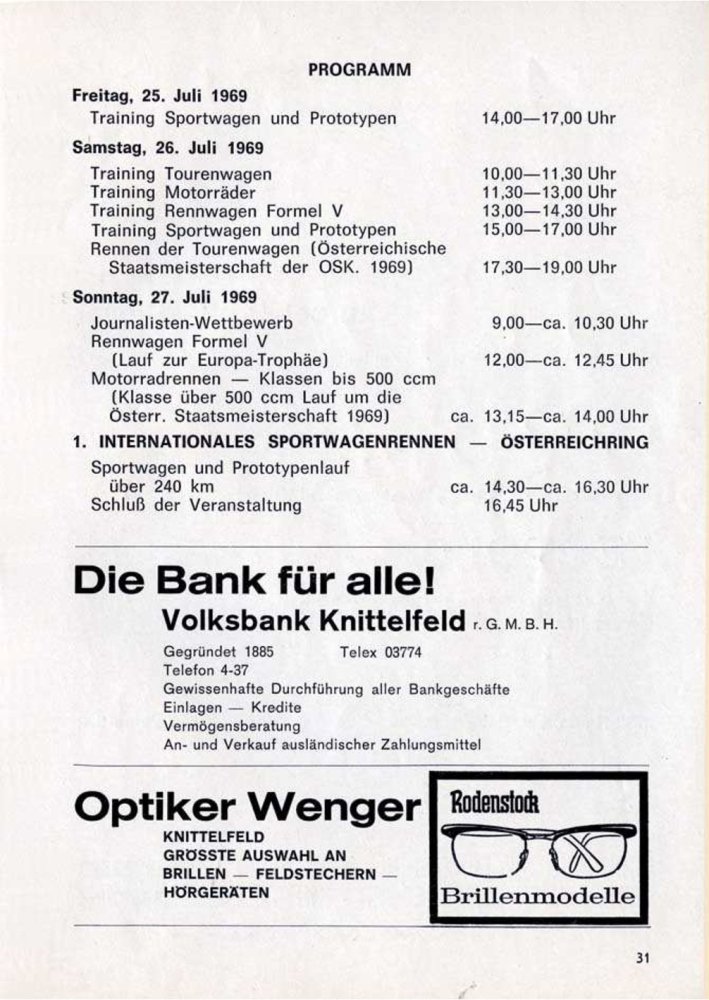 PROGRAMM
Freitag, 25. Juli 1969
Training Sportwagen und Prototypen 14,00—17,00 Uhr
Samstag, 26. Juli 1969
Training Tourenwagen 10,00—11,30 Uhr
Training Motorräder 11,30—13,00 Uhr
Training Rennwagen Formel V 13,00—14,30 Uhr
Training Sportwagen und Prototypen 15,00—17,00 Uhr
Rennen der Tourenwagen (Österreichische
Staatsmeisterschaft der OSK. 1969) 17,30—19,00 Uhr
Sonntag, 27. Juli 1969
Journalisten-Wettbewerb 9,00—ca. 10,30 Uhr
Rennwagen Formel V
(Lauf zur Europa-Trophäe) 12,00—ca. 12,45 Uhr
Motorradrennen — Klassen bis 500 ccm
(Klasse über 500 ccm Lauf um die
Österr. Staatsmeisterschaft 1969) ca. 13,15—ca. 14,00 Uhr
1. INTERNATIONALES SPORTWAGENRENNEN — ÖSTERREICHRING
Sportwagen und Prototypenlauf
über 240 km ca. 14,30—ca. 16,30 Uhr
Schluß der Veranstaltung 16,45 Uhr
Die Bank für alle!
Volksbank Knittelfeld r. G. M. B. H.
Gegründet 1885 Telex 03774
Telefon 4-37
Gewissenhafte Durchführung aller Bankgeschäfte
Einlagen — Kredite
Vermögensberatung
An- und Verkauf ausländischer Zahlungsmittel
Optiker Wenger
KNITTELFELD
GRÖSSTE AUSWAHL AN
BRILLEN — FELDSTECHERN —
HÖRGERÄTEN
Rodenstock
Brillenmodelle
31